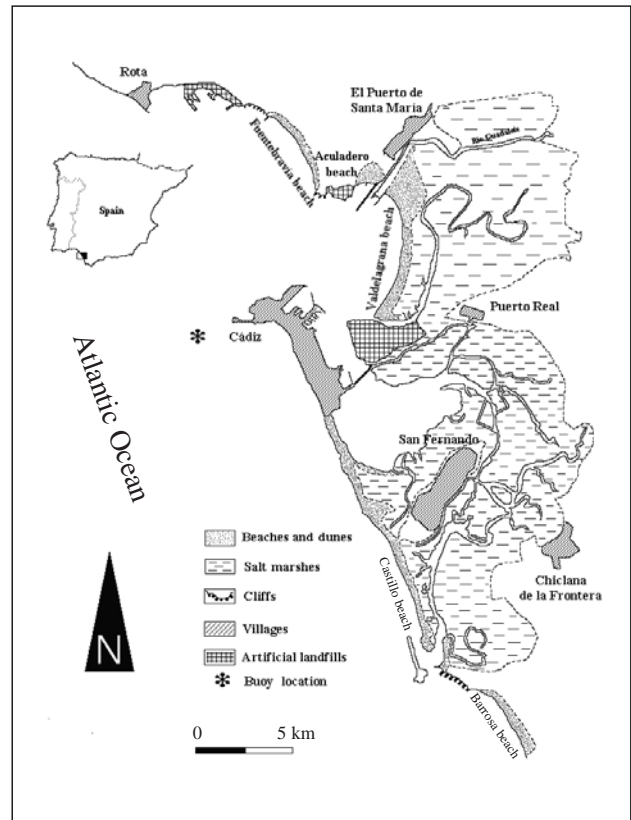 Rota
El Puerto de
Santa María
Rio Guadalete
Fuentebravia beach
Aculadero
beach
Spain
Valdelagrana beach
Puerto Real
Cádiz
Atlantic Ocean
San Fernando
Beaches and dunes
Salt marshes
Cliffs
Villages
Artificial landfills
Buoy location
Castillo beach
Chiclana
de la Frontera
N
Barrosa beach
0 5 km